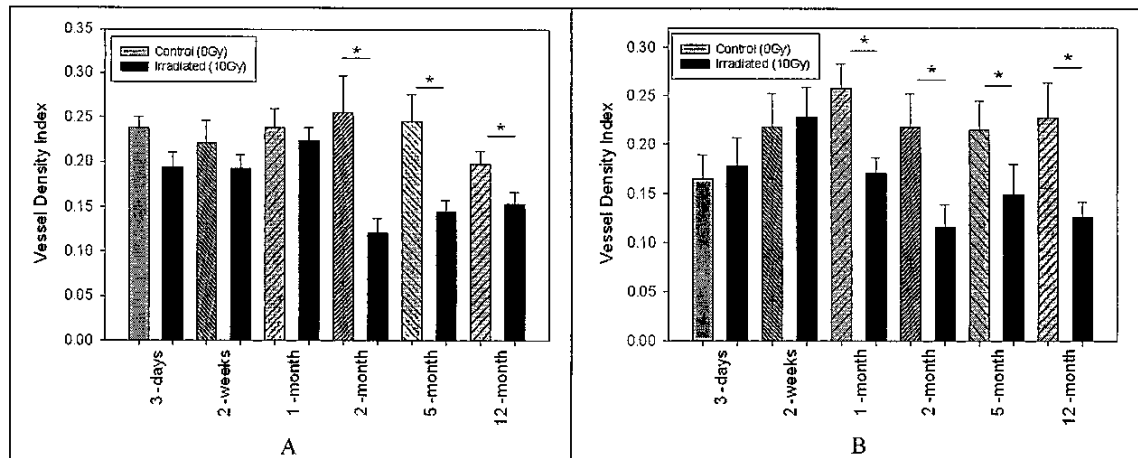 0.35
0.30
0.25
0.20
0.15
0.10
0.05
0.00
Vessel Density Index
Control (0Gy)
Irradiated (10Gy)
*
*
*
3-days
2-weeks
1-month
2-month
5-month
12-month
A
0.30
0.25
0.20
0.15
0.10
0.05
0.00
Vessel Density Index
Control (0Gy)
Irradiated (10Gy)
*
*
*
*
3-days
2-weeks
1-month
2-month
5-month
12-month
B